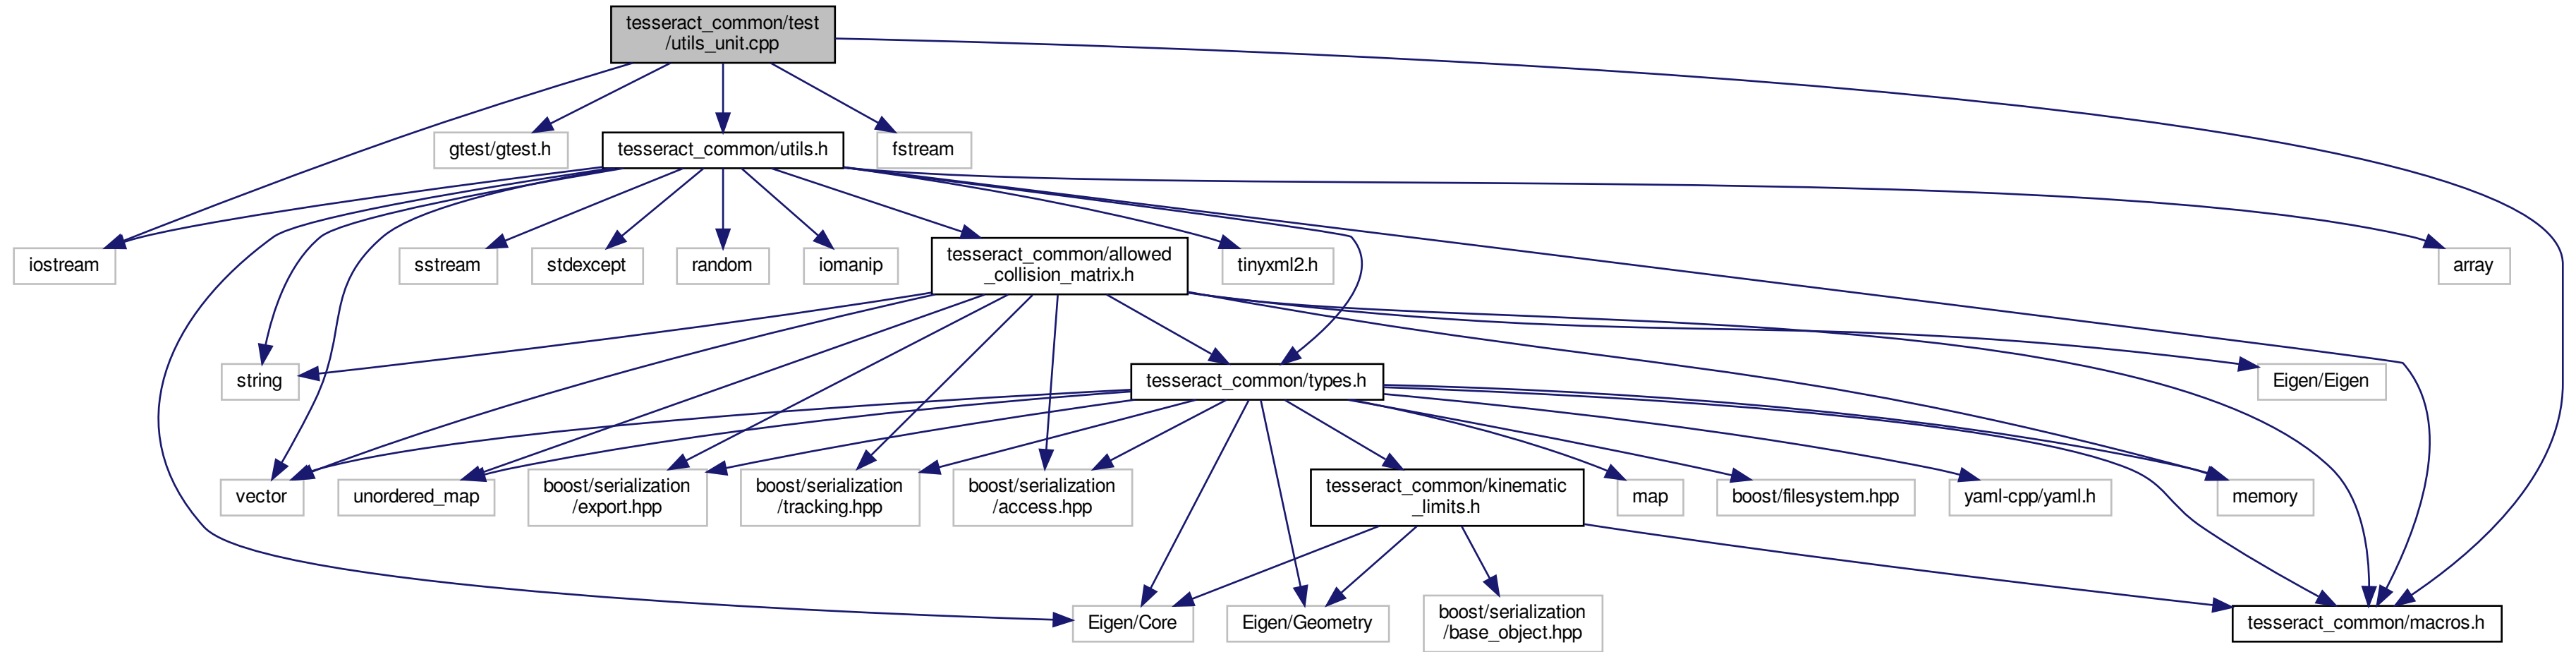 tesseract_common/test
/utils_unit.cpp
gtest/gtest.h
tesseract_common/utils.h
fstream
iostream
sstream
stdexcept
random
iomanip
tesseract_common/allowed
_collision_matrix.h
tinyxml2.h
array
string
tesseract_common/types.h
Eigen/Eigen
vector
unordered_map
boost/serialization
/export.hpp
boost/serialization
/tracking.hpp
boost/serialization
/access.hpp
tesseract_common/kinematic
_limits.h
map
boost/filesystem.hpp
yaml-cpp/yaml.h
memory
Eigen/Core
Eigen/Geometry
boost/serialization
/base_object.hpp
tesseract_common/macros.h